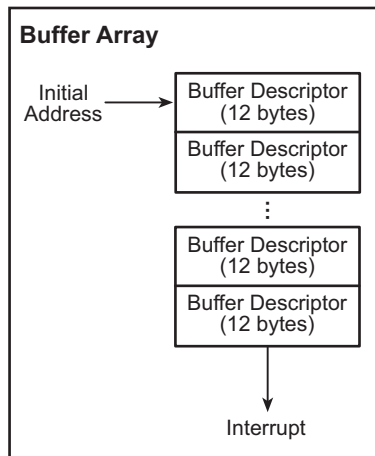 Buffer Array
Initial
Address
Buffer Descriptor
(12 bytes)
Buffer Descriptor
(12 bytes)
⋮
Buffer Descriptor
(12 bytes)
Buffer Descriptor
(12 bytes)
Interrupt